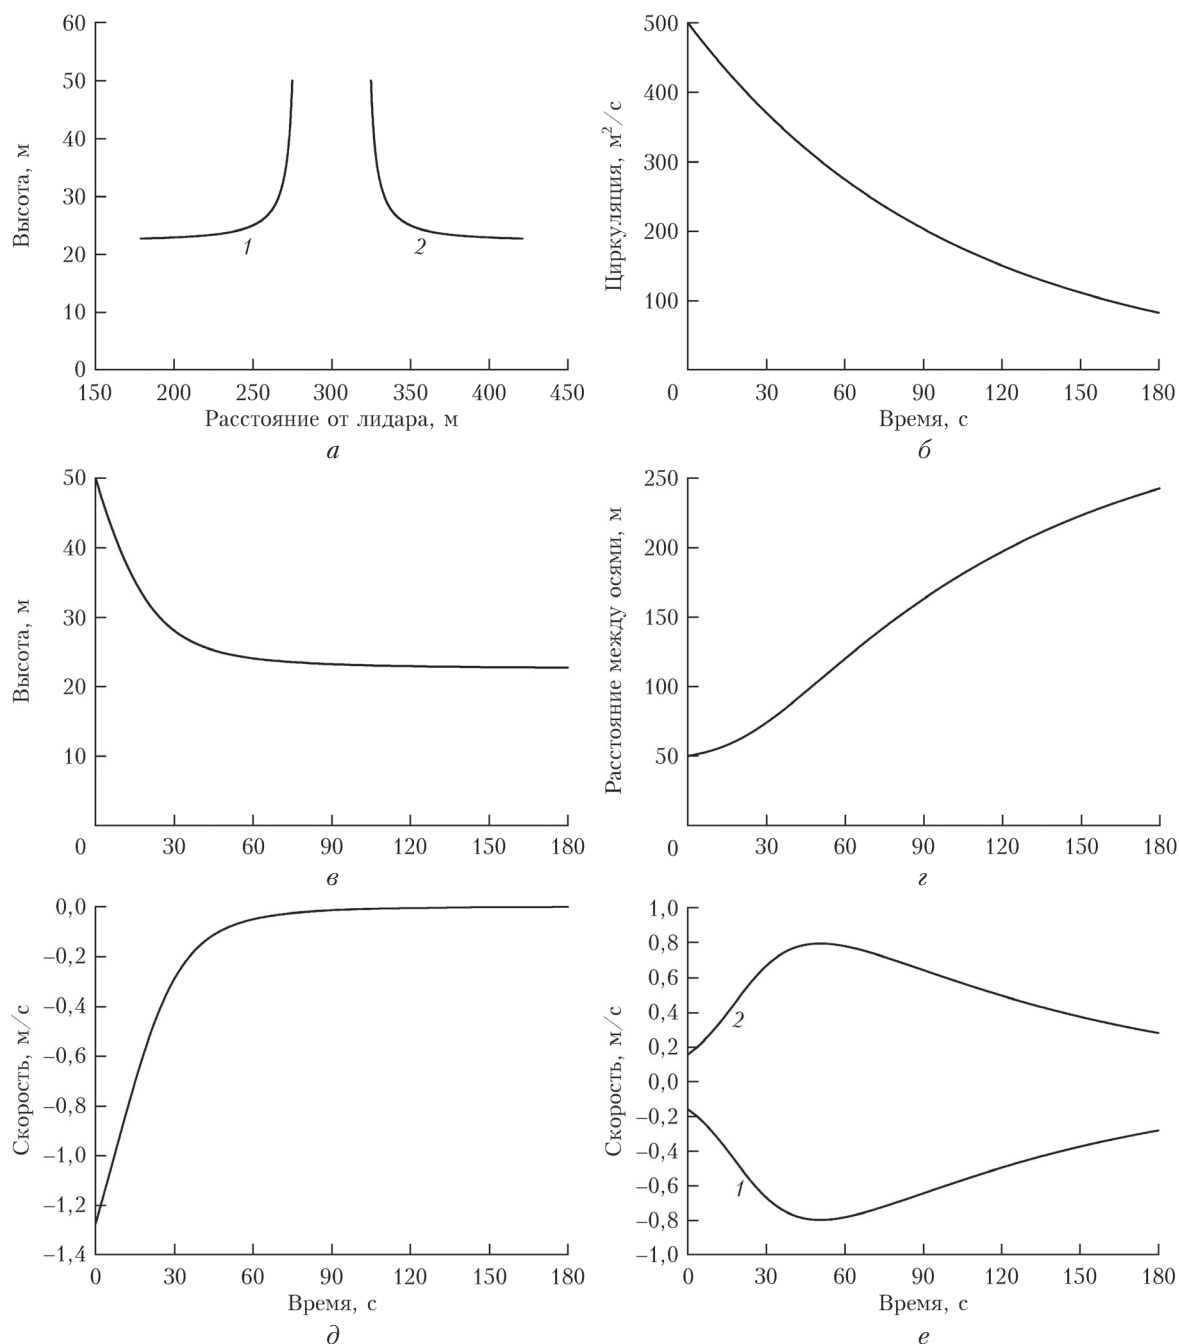 60
50
40
30
20
10
0
Высота, м
1
2
150 200 250 300 350 400 450
Расстояние от лидара, м
а
500
400
300
200
100
Циркуляция, м²/с
0 30 60 90 120 150 180
Время, с
б
50
40
30
20
10
Высота, м
0 30 60 90 120 150 180
в
250
200
150
100
50
Расстояние между осями, м
0 30 60 90 120 150 180
г
0,0
–0,2
–0,4
–0,6
–0,8
–1,0
–1,2
–1,4
Скорость, м/с
0 30 60 90 120 150 180
Время, с
д
1,0
0,8
0,6
0,4
0,2
0,0
–0,2
–0,4
–0,6
–0,8
–1,0
Скорость, м/с
2
1
0 30 60 90 120 150 180
Время, с
е